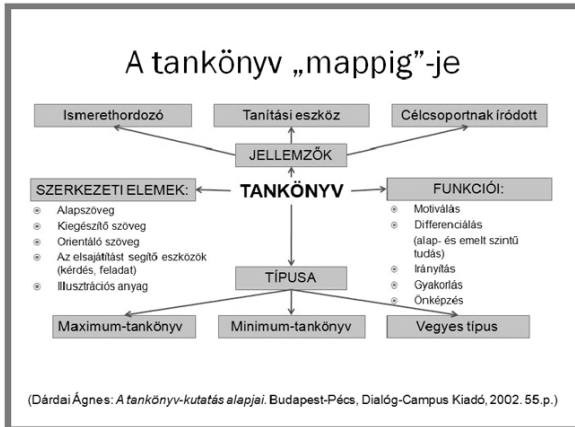 A tankönyv „mappig”-je
Ismerethordozó
Tanítási eszköz
Célcsoportnak íródott
JELLEMZŐK
SZERKEZETI ELEMEK:
Alapszöveg
Kiegészítő szöveg
Orientáló szöveg
Az elsajátítást segítő eszközök
(kérdés, feladat)
Illusztrációs anyag
TANKÖNYV
FUNKCIÓI:
Motiválás
Differenciálás
(alap- és emelt szintű
tudás)
Irányítás
Gyakorlás
Önképzés
TÍPUSA
Maximum-tankönyv
Minimum-tankönyv
Vegyes típus
(Dárdai Ágnes: A tankönyv-kutatás alapjai. Budapest-Pécs, Dialóg-Campus Kiadó, 2002. 55.p.)